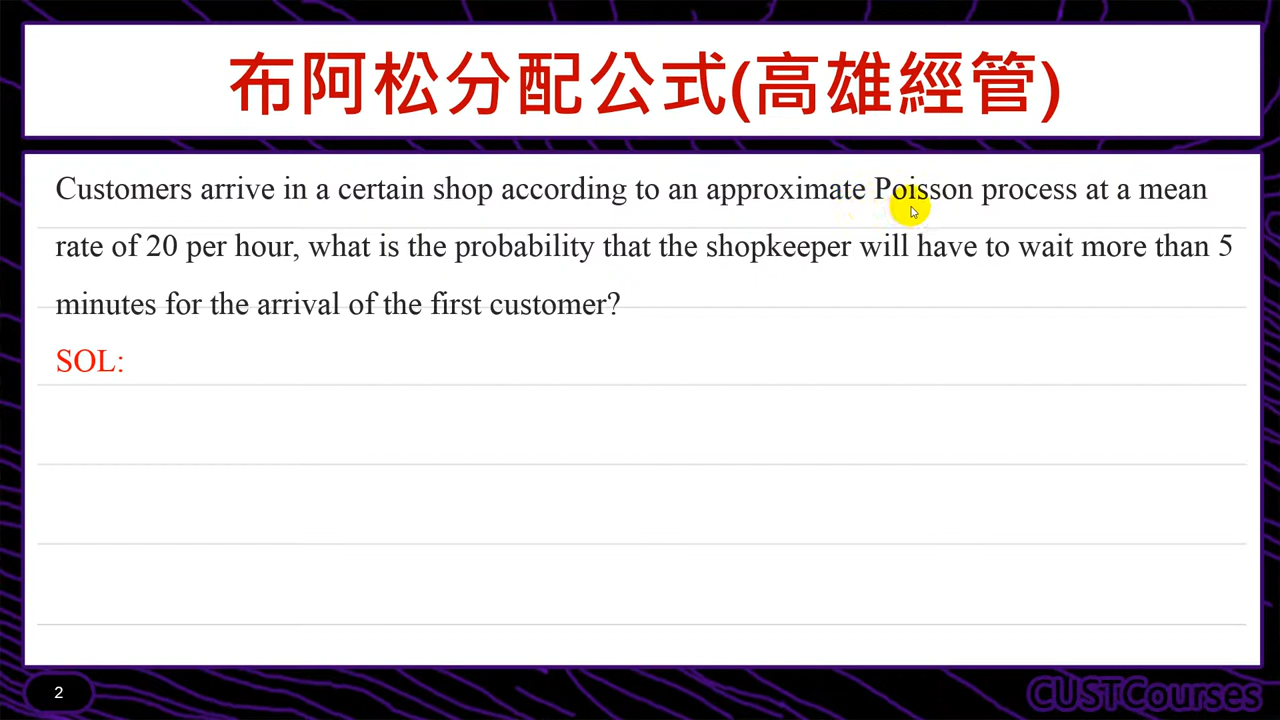 布阿松分配公式(高雄經管)
Customers arrive in a certain shop according to an approximate Poisson process at a mean
rate of 20 per hour, what is the probability that the shopkeeper will have to wait more than 5
minutes for the arrival of the first customer?
SOL:
2
CUSTCourses